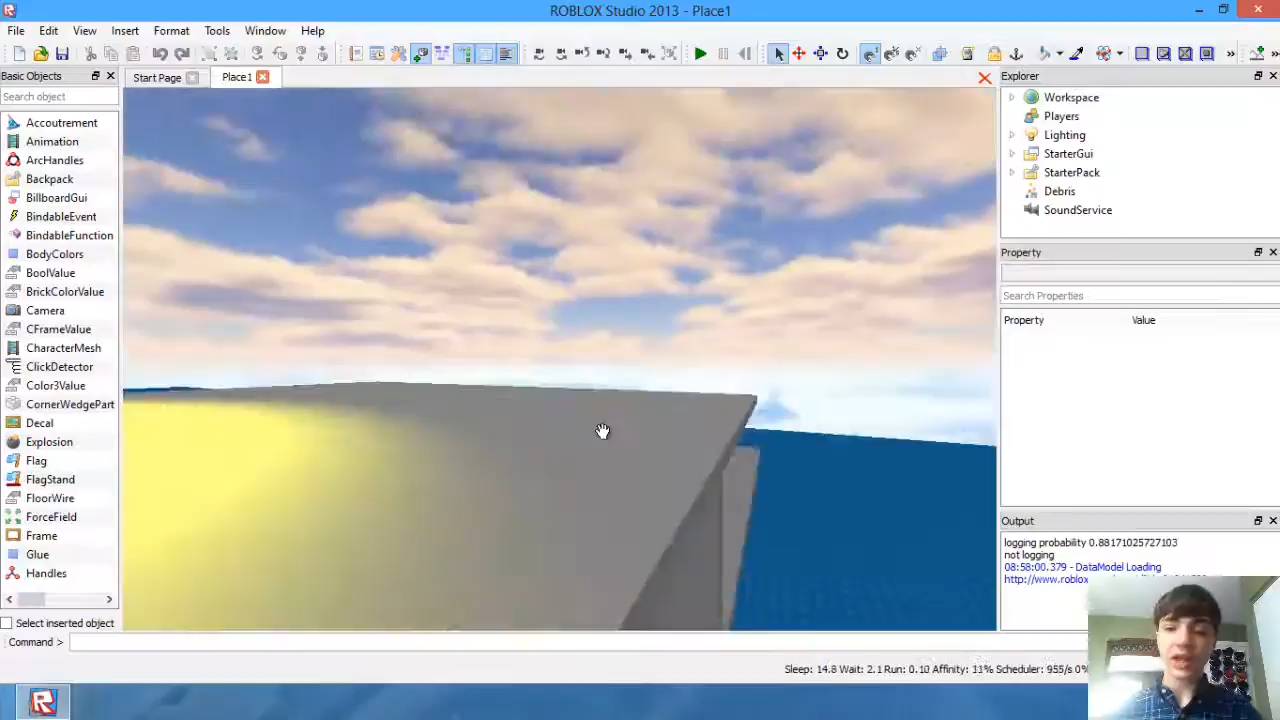 ROBLOX Studio 2013 - Place1
File Edit View Insert Format Tools Window Help
Basic Objects
Search object
Accoutrement
Animation
ArcHandles
Backpack
BillboardGui
BindableEvent
BindableFunction
BodyColors
BoolValue
BrickColorValue
Camera
CFrameValue
CharacterMesh
ClickDetector
Color3Value
CornerWedgePart
Decal
Explosion
Flag
FlagStand
FloorWire
ForceField
Frame
Glue
Handles
Select inserted object
Start Page Place1
Explorer
Workspace
Players
Lighting
StarterGui
StarterPack
Debris
SoundService
Property
Search Properties
Property Value
Output
logging probability 0.88171025727103
not logging
08:58:00.379 - DataModel Loading
http://www.roblox
Command >
Sleep: 14.8 Wait: 2.1 Run: 0.10 Affinity: 11% Scheduler: 955/s 0%